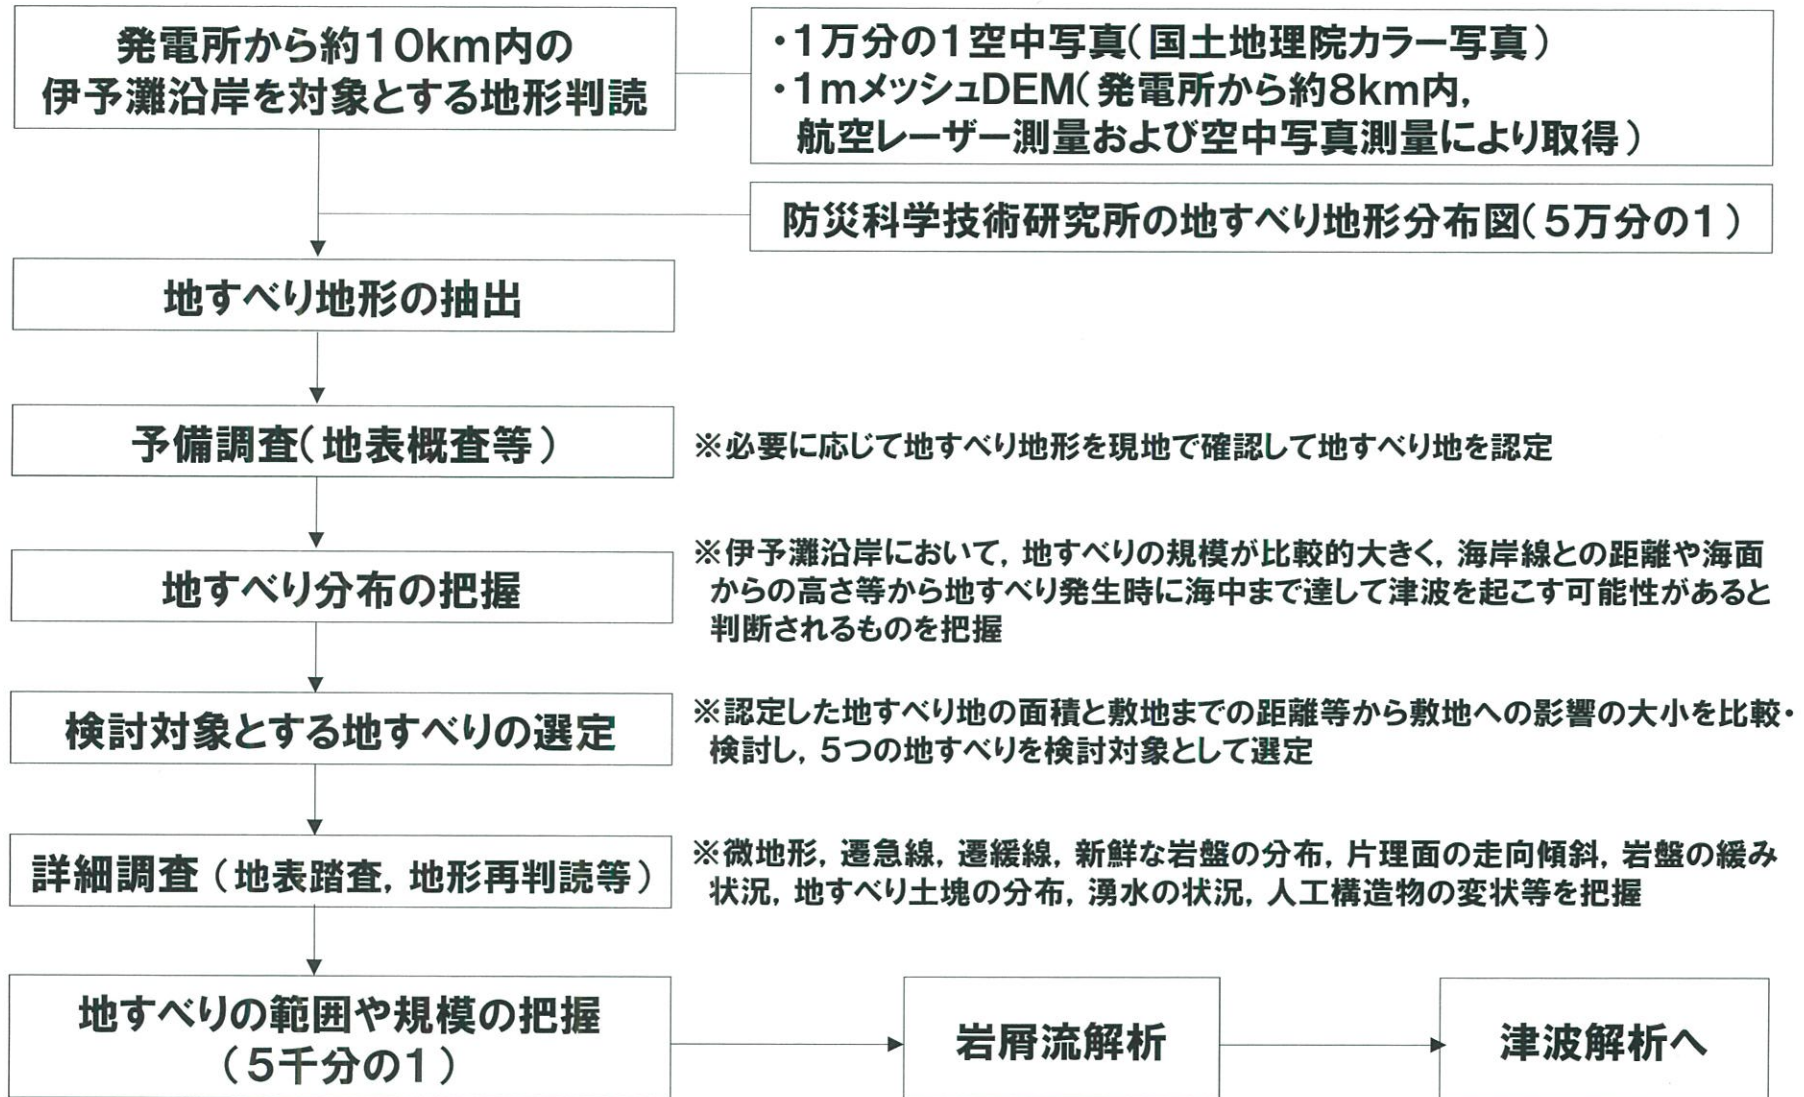 発電所から約10km内の
伊予灘沿岸を対象とする地形判読
・1万分の1空中写真(国土地理院カラー写真)
・1mメッシュDEM(発電所から約8km内,
航空レーザー測量および空中写真測量により取得)
防災科学技術研究所の地すべり地形分布図(5万分の1)
地すべり地形の抽出
予備調査(地表概査等)
※必要に応じて地すべり地形を現地で確認して地すべり地を認定
地すべり分布の把握
※伊予灘沿岸において,地すべりの規模が比較的大きく,海岸線との距離や海面
からの高さ等から地すべり発生時に海中まで達して津波を起こす可能性があると
判断されるものを把握
検討対象とする地すべりの選定
※認定した地すべり地の面積と敷地までの距離等から敷地への影響の大小を比較・
検討し,5つの地すべりを検討対象として選定
詳細調査(地表踏査,地形再判読等)
※微地形,遷急線,遷緩線,新鮮な岩盤の分布,片理面の走向傾斜,岩盤の緩み
状況,地すべり土塊の分布,湧水の状況,人工構造物の変状等を把握
地すべりの範囲や規模の把握
(5千分の1)
岩屑流解析
津波解析へ